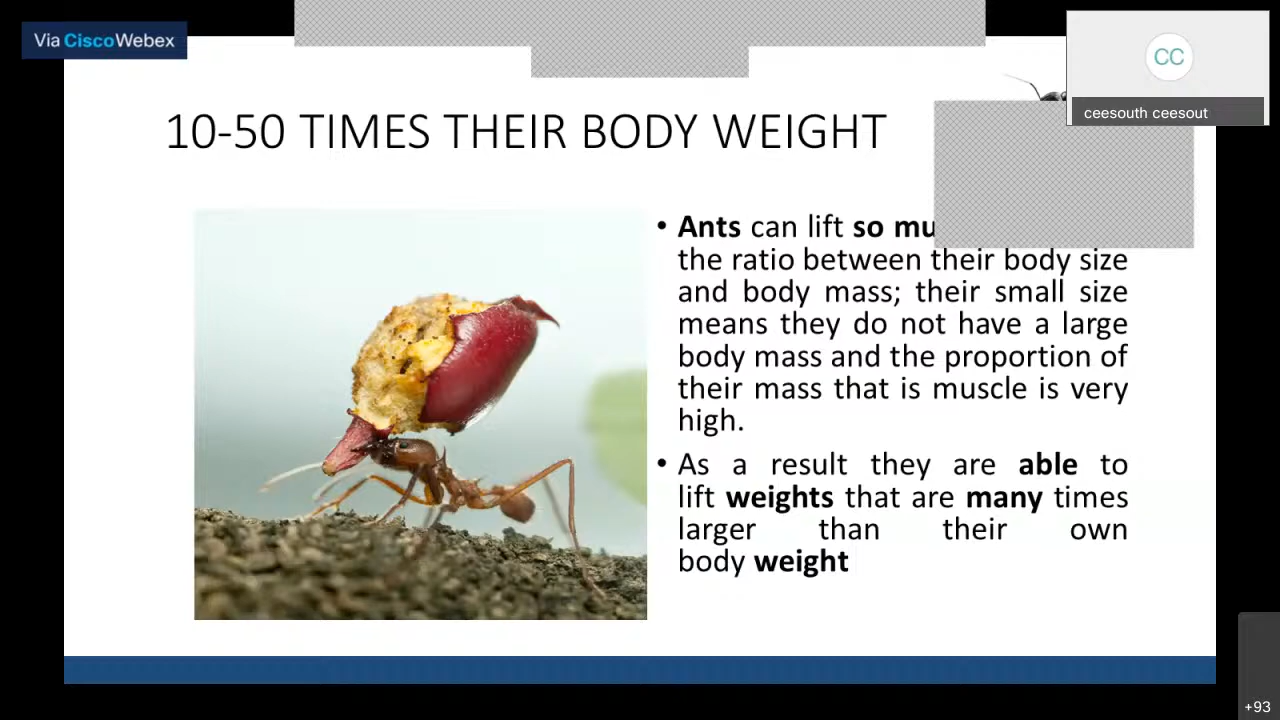 Via Cisco Webex
CC
ceesouth ceesout
10-50 TIMES THEIR BODY WEIGHT
• Ants can lift so
the ratio between their body size
and body mass; their small size
means they do not have a large
body mass and the proportion of
their mass that is muscle is very
high.
• As a result they are able to
lift weights that are many times
larger than their own
body weight
+93